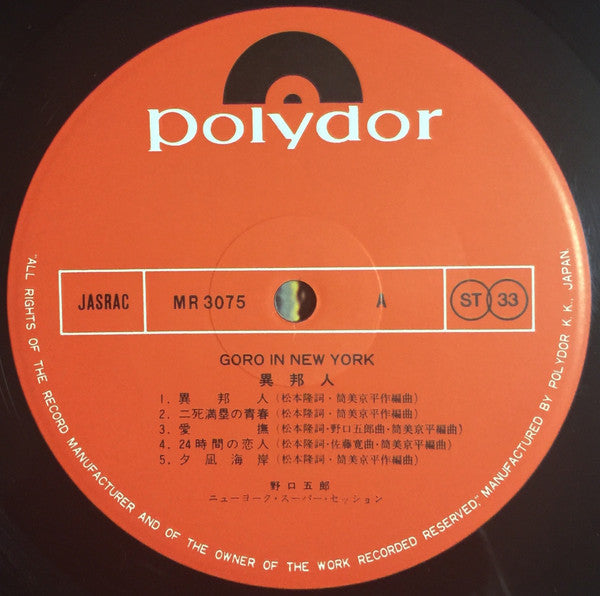 polydor
JASRAC MR 3075 A ST 33
GORO IN NEW YORK
異邦人
1. 異邦人 (松本隆詞・筒美京平作編曲)
2. 二死満塁の青春 (松本隆詞・筒美京平作編曲)
3. 愛撫 (松本隆詞・野口五郎曲・筒美京平編曲)
4. 24時間の恋人 (松本隆詞・佐藤寛曲・筒美京平編曲)
5. 夕凪海岸 (松本隆詞・筒美京平作編曲)
野口五郎
ニューヨーク・スーパー・セッション
"ALL RIGHTS OF THE RECORD MANUFACTURER AND OF THE OWNER OF THE WORK RECORDED RESERVED," MANUFACTURED BY POLYDOR K.K., JAPAN.